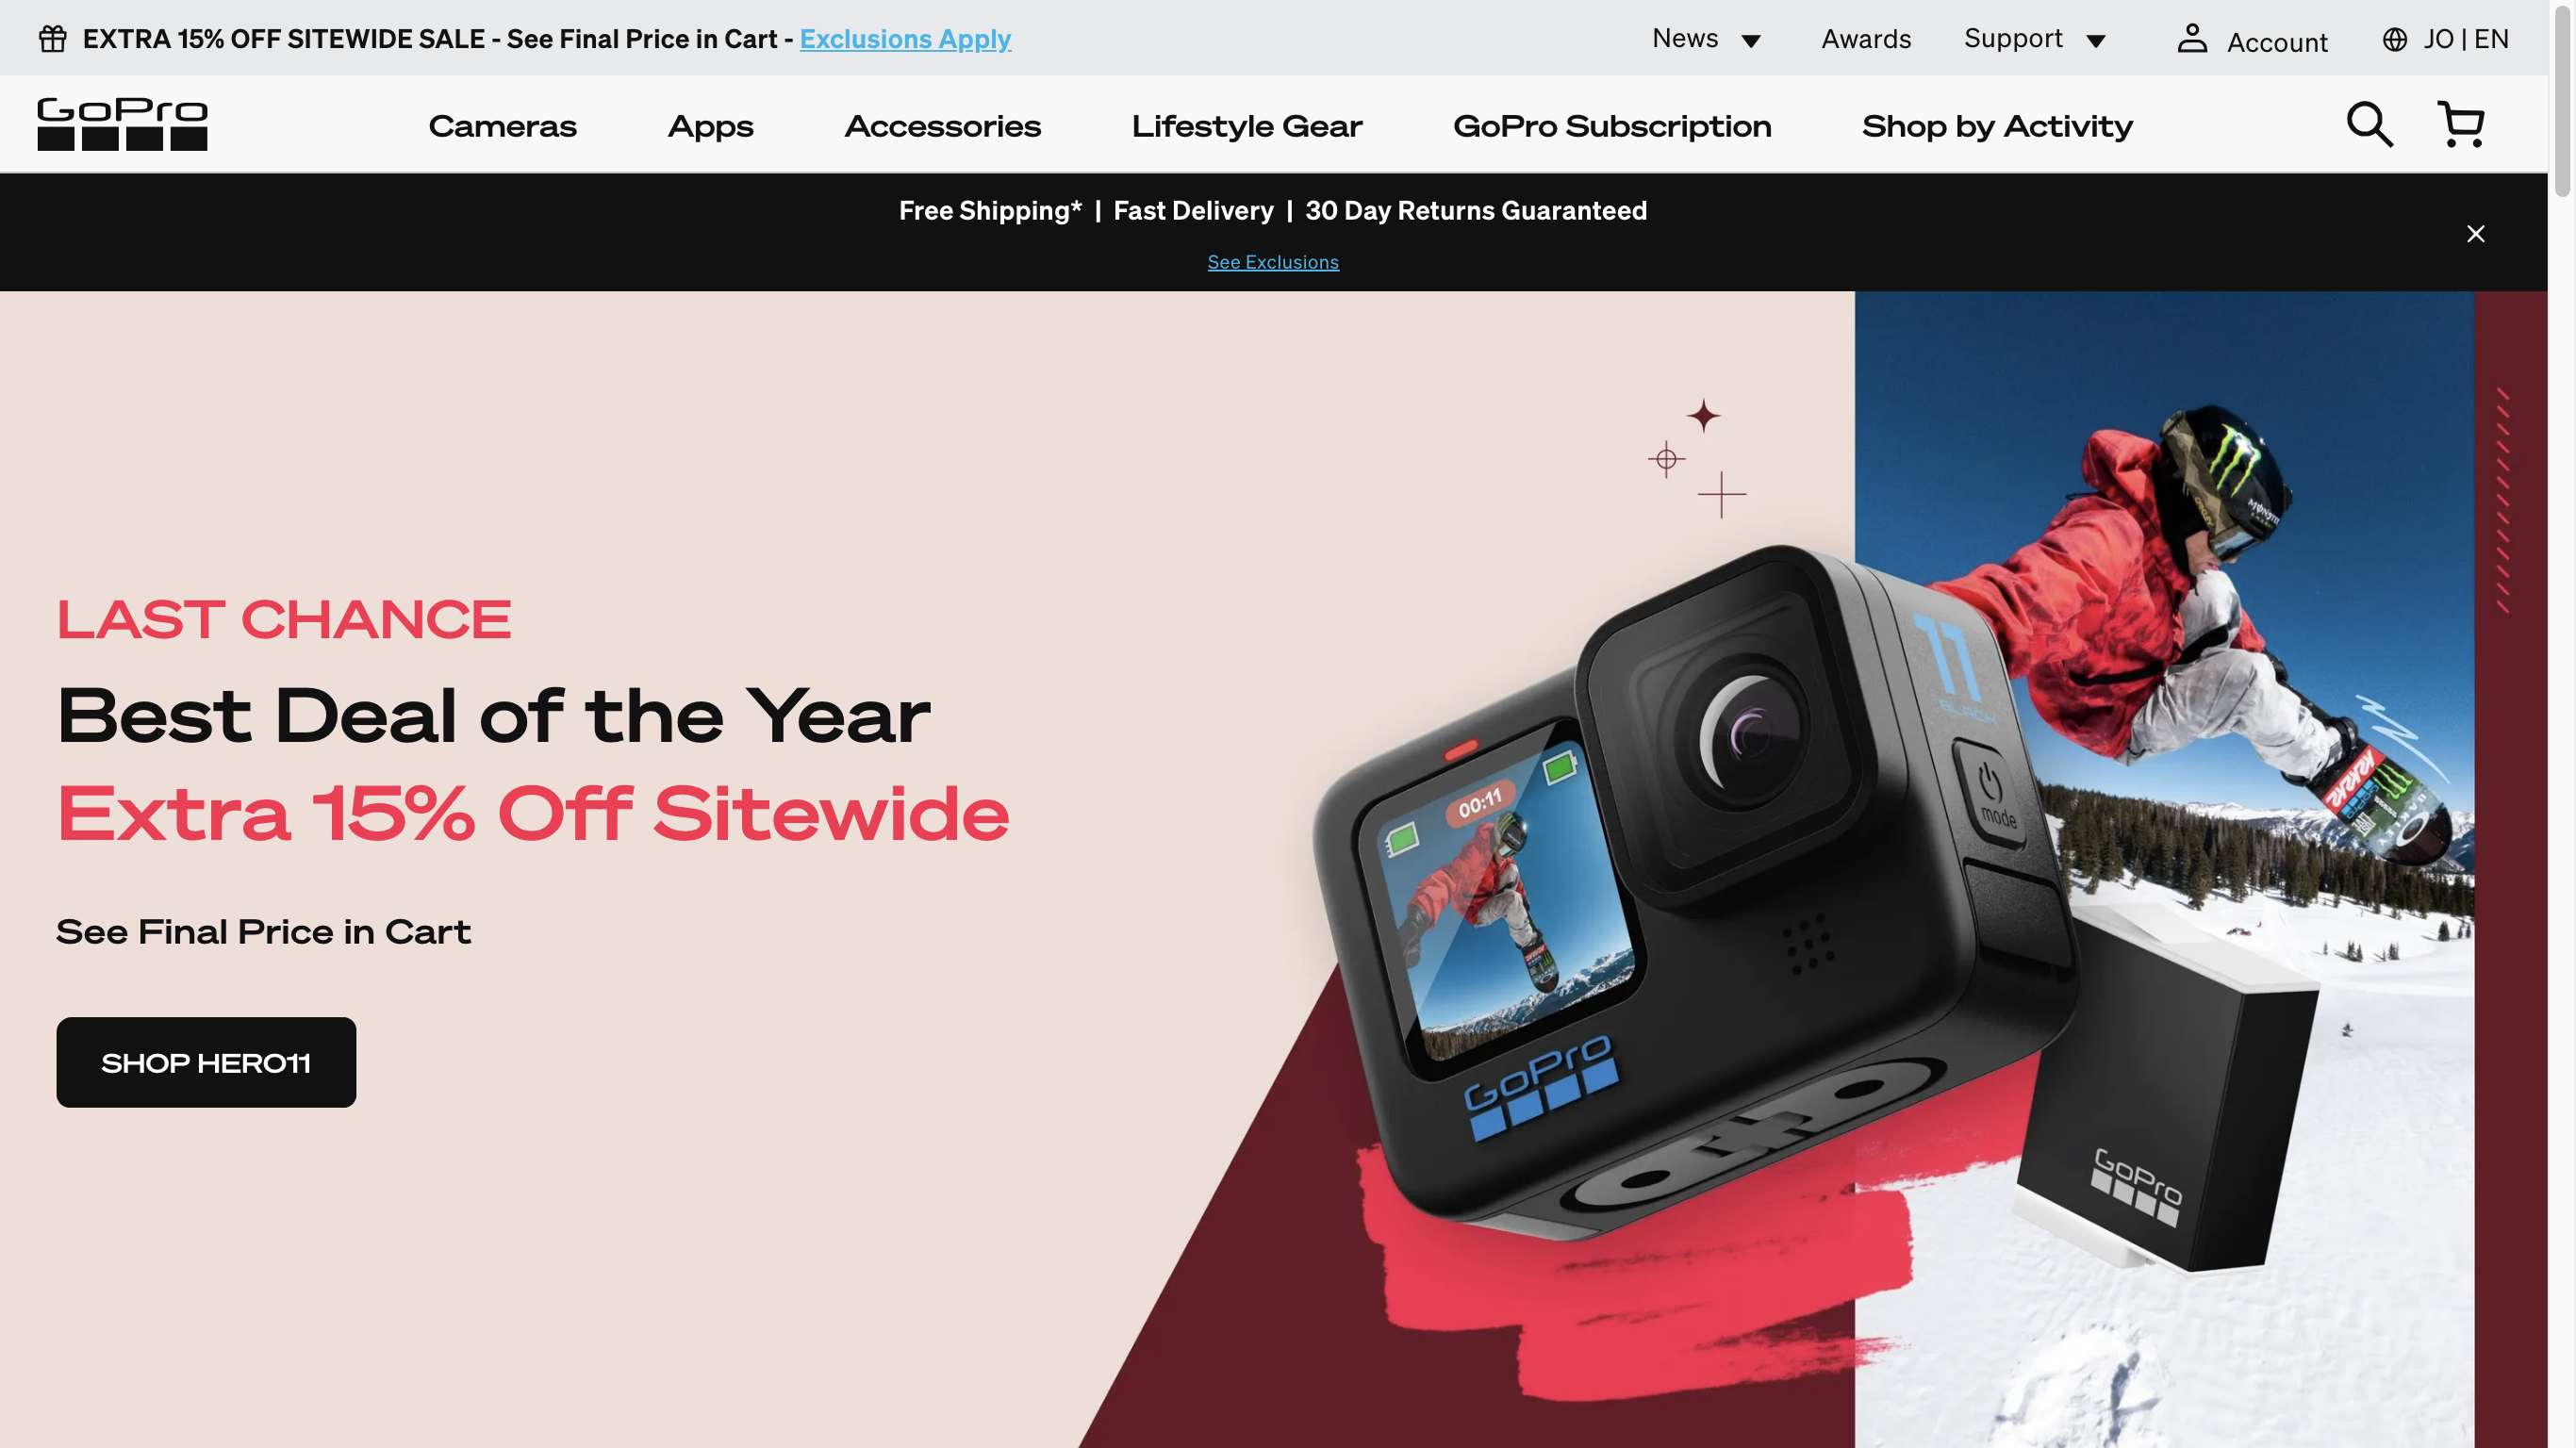 EXTRA 15% OFF SITEWIDE SALE - See Final Price in Cart - Exclusions Apply
News
Awards
Support
Account
JO | EN
GoPro
Cameras
Apps
Accessories
Lifestyle Gear
GoPro Subscription
Shop by Activity
Free Shipping* | Fast Delivery | 30 Day Returns Guaranteed
See Exclusions
LAST CHANCE
Best Deal of the Year
Extra 15% Off Sitewide
See Final Price in Cart
SHOP HERO11
11
BLACK
mode
00:11
GoPro
GoPro
MONSTER